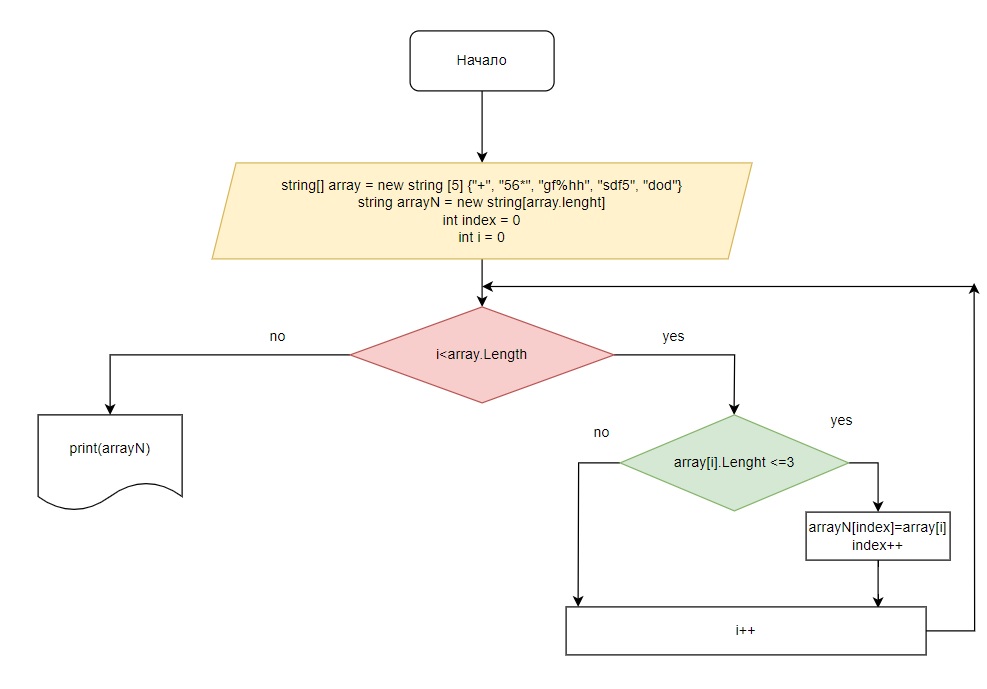 Начало
string[] array = new string [5] {"+", "56*", "gf%hh", "sdf5", "dod"}
string arrayN = new string[array.lenght]
int index = 0
int i = 0
no
i<array.Length
yes
print(arrayN)
no
array[i].Lenght <=3
yes
arrayN[index]=array[i]
index++
i++